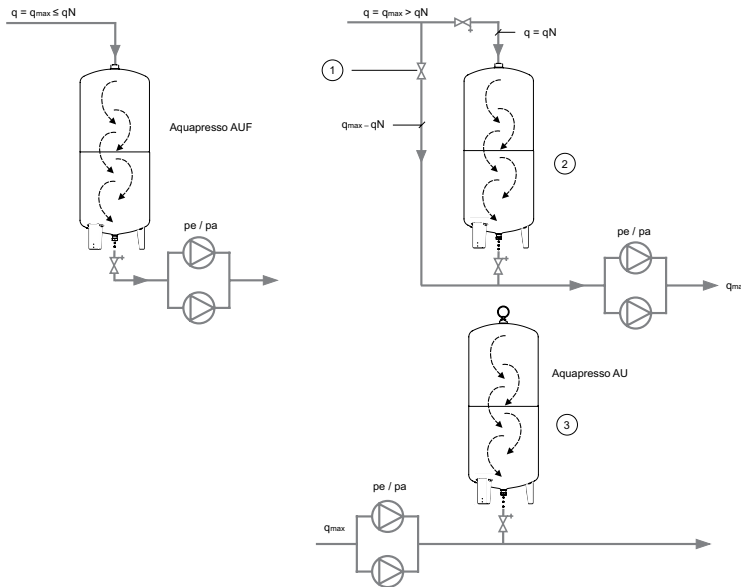 q = qmax ≤ qN
q = qmax > qN
q = qN
1
Aquapresso AUF
qmax – qN
2
pe / pa
pe / pa
qma
Aquapresso AU
3
pe / pa
qmax